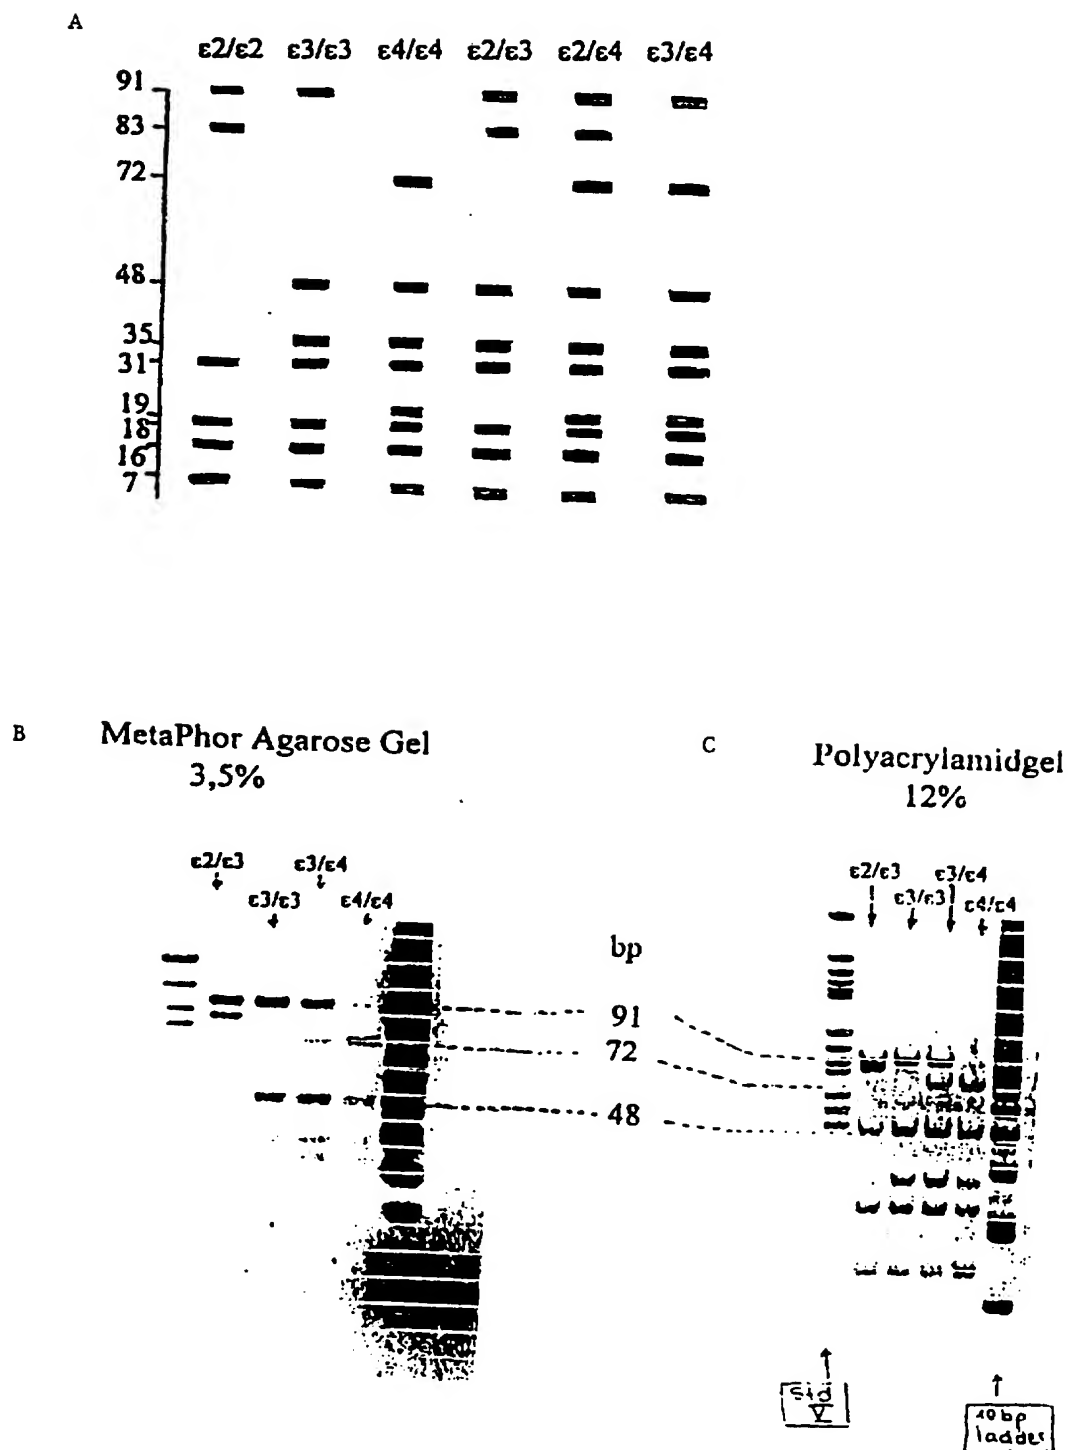 A
ε2/ε2 ε3/ε3 ε4/ε4 ε2/ε3 ε2/ε4 ε3/ε4
91
83
72
48
35
31
19
18
16
7
B
MetaPhor Agarose Gel
3,5%
ε2/ε3 ε3/ε4
ε3/ε3 ε4/ε4
bp
91
72
48
C
Polyacrylamidgel
12%
ε2/ε3 ε3/ε4
ε3/ε3 ε4/ε4
Std
V
10bp
ladder